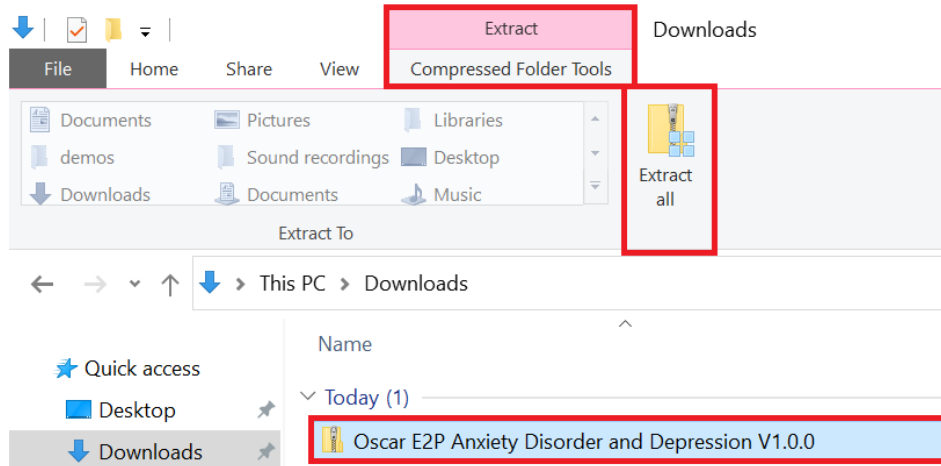 Extract
Downloads
File Home Share View Compressed Folder Tools
Documents Pictures Libraries
demos Sound recordings Desktop
Downloads Documents Music
Extract
all
Extract To
This PC > Downloads
Name
Quick access
Today (1)
Desktop
Oscar E2P Anxiety Disorder and Depression V1.0.0
Downloads